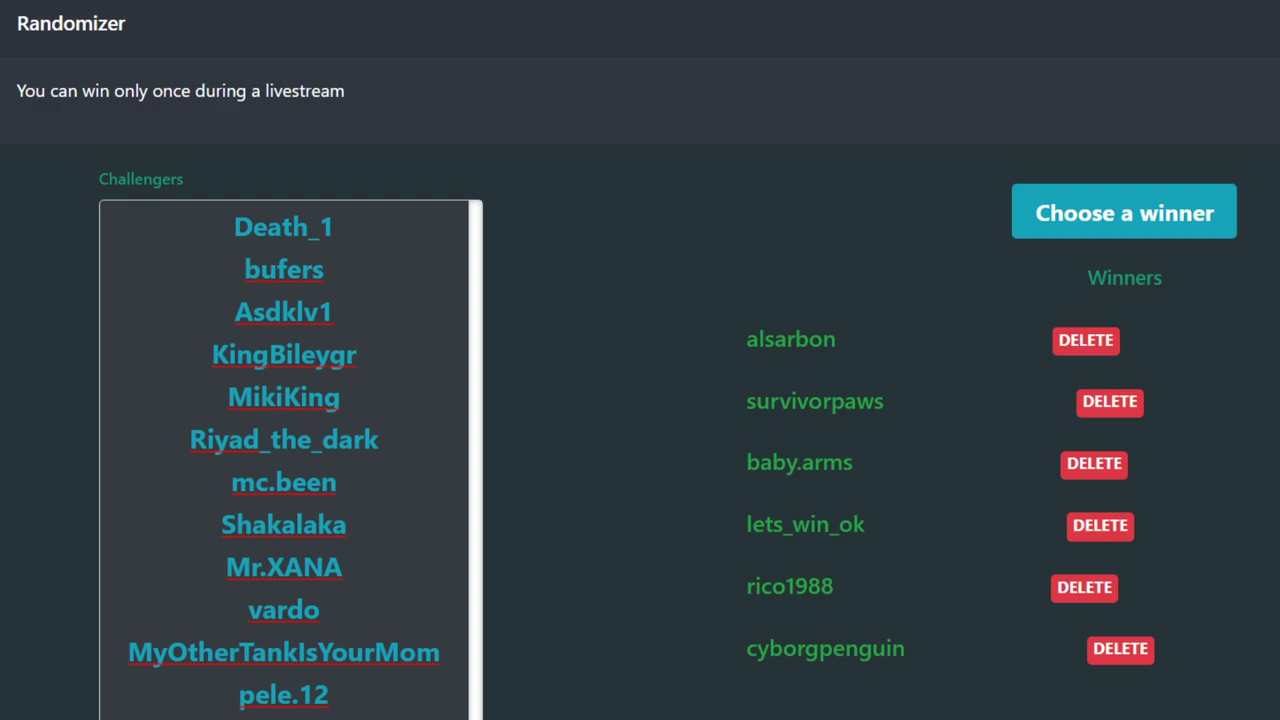 Randomizer
You can win only once during a livestream
Challengers
Death_1
bufers
Asdklv1
KingBileygr
MikiKing
Riyad_the_dark
mc.been
Shakalaka
Mr.XANA
vardo
MyOtherTankIsYourMom
pele.12
Choose a winner
Winners
alsarbon DELETE
survivorpaws DELETE
baby.arms DELETE
lets_win_ok DELETE
rico1988 DELETE
cyborgpenguin DELETE